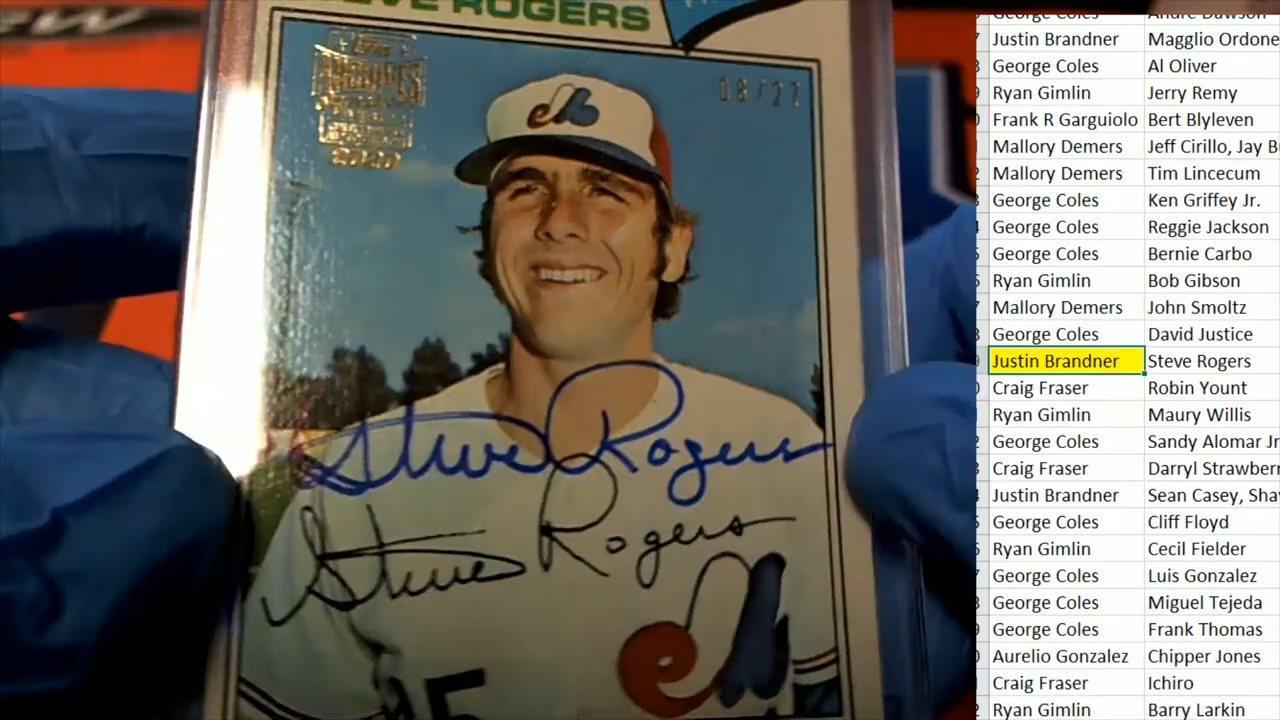 STEVE ROGERS
Topps
ARCHIVES
2020
08/27
Steve Rogers
Steve Rogers
George Coles Andre Dawson
Justin Brandner Magglio Ordone
George Coles Al Oliver
Ryan Gimlin Jerry Remy
Frank R Garguiolo Bert Blyleven
Mallory Demers Jeff Cirillo, Jay B
Mallory Demers Tim Lincecum
George Coles Ken Griffey Jr.
George Coles Reggie Jackson
George Coles Bernie Carbo
Ryan Gimlin Bob Gibson
Mallory Demers John Smoltz
George Coles David Justice
Justin Brandner Steve Rogers
Craig Fraser Robin Yount
Ryan Gimlin Maury Willis
George Coles Sandy Alomar Jr
Craig Fraser Darryl Strawberr
Justin Brandner Sean Casey, Sha
George Coles Cliff Floyd
Ryan Gimlin Cecil Fielder
George Coles Luis Gonzalez
George Coles Miguel Tejeda
George Coles Frank Thomas
Aurelio Gonzalez Chipper Jones
Craig Fraser Ichiro
Ryan Gimlin Barry Larkin